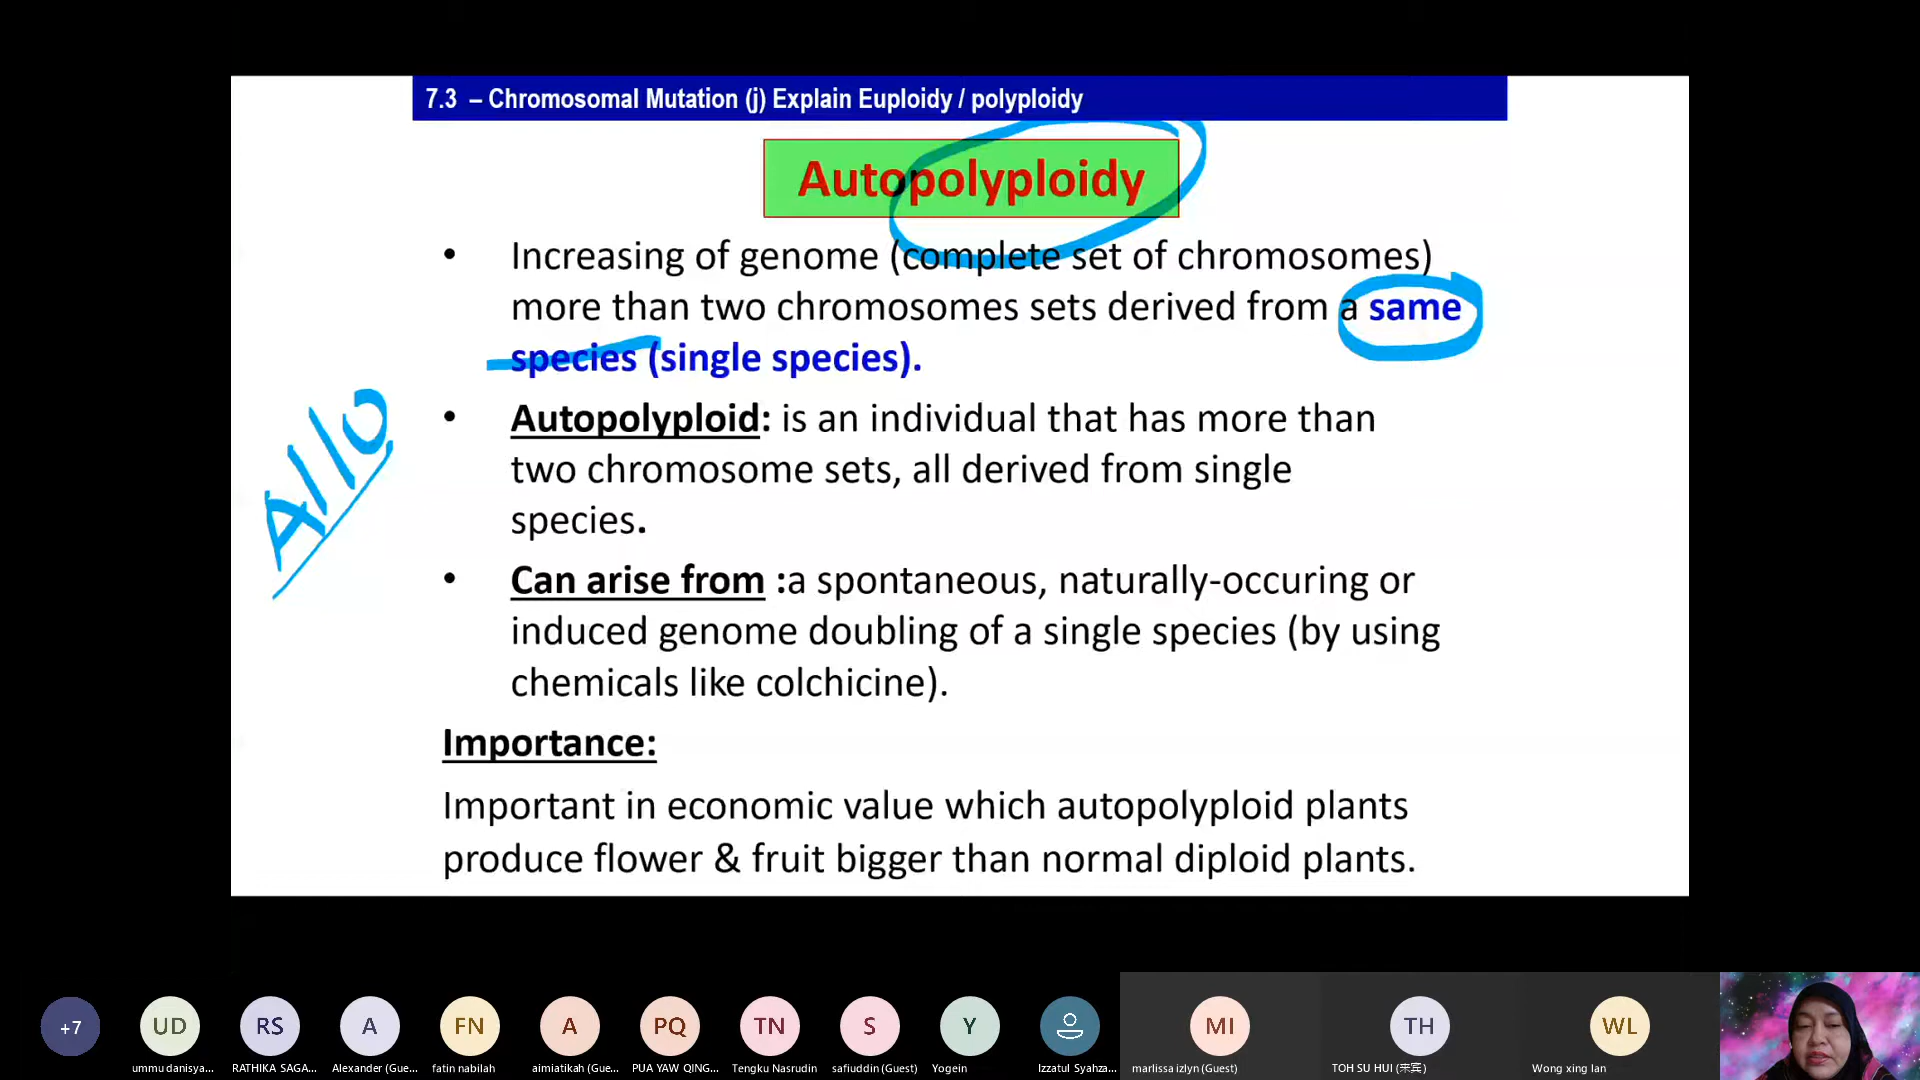 7.3 – Chromosomal Mutation (j) Explain Euploidy / polyploidy
Autopolyploidy
• Increasing of genome (complete set of chromosomes)
more than two chromosomes sets derived from a same
species (single species).
Allo
• Autopolyploid: is an individual that has more than
two chromosome sets, all derived from single
species.
• Can arise from :a spontaneous, naturally-occuring or
induced genome doubling of a single species (by using
chemicals like colchicine).
Importance:
Important in economic value which autopolyploid plants
produce flower & fruit bigger than normal diploid plants.
+7 UD RS A FN A PQ TN S Y MI TH WL
ummu danisya... RATHIKA SAGA... Alexander (Gue... fatin nabilah aimiatikah (Gue... PUA YAW QING... Tengku Nasrudin safiuddin (Guest) Yogein Izzatul Syahza... marlissa izlyn (Guest) TOH SU HUI (来宾) Wong xing lan